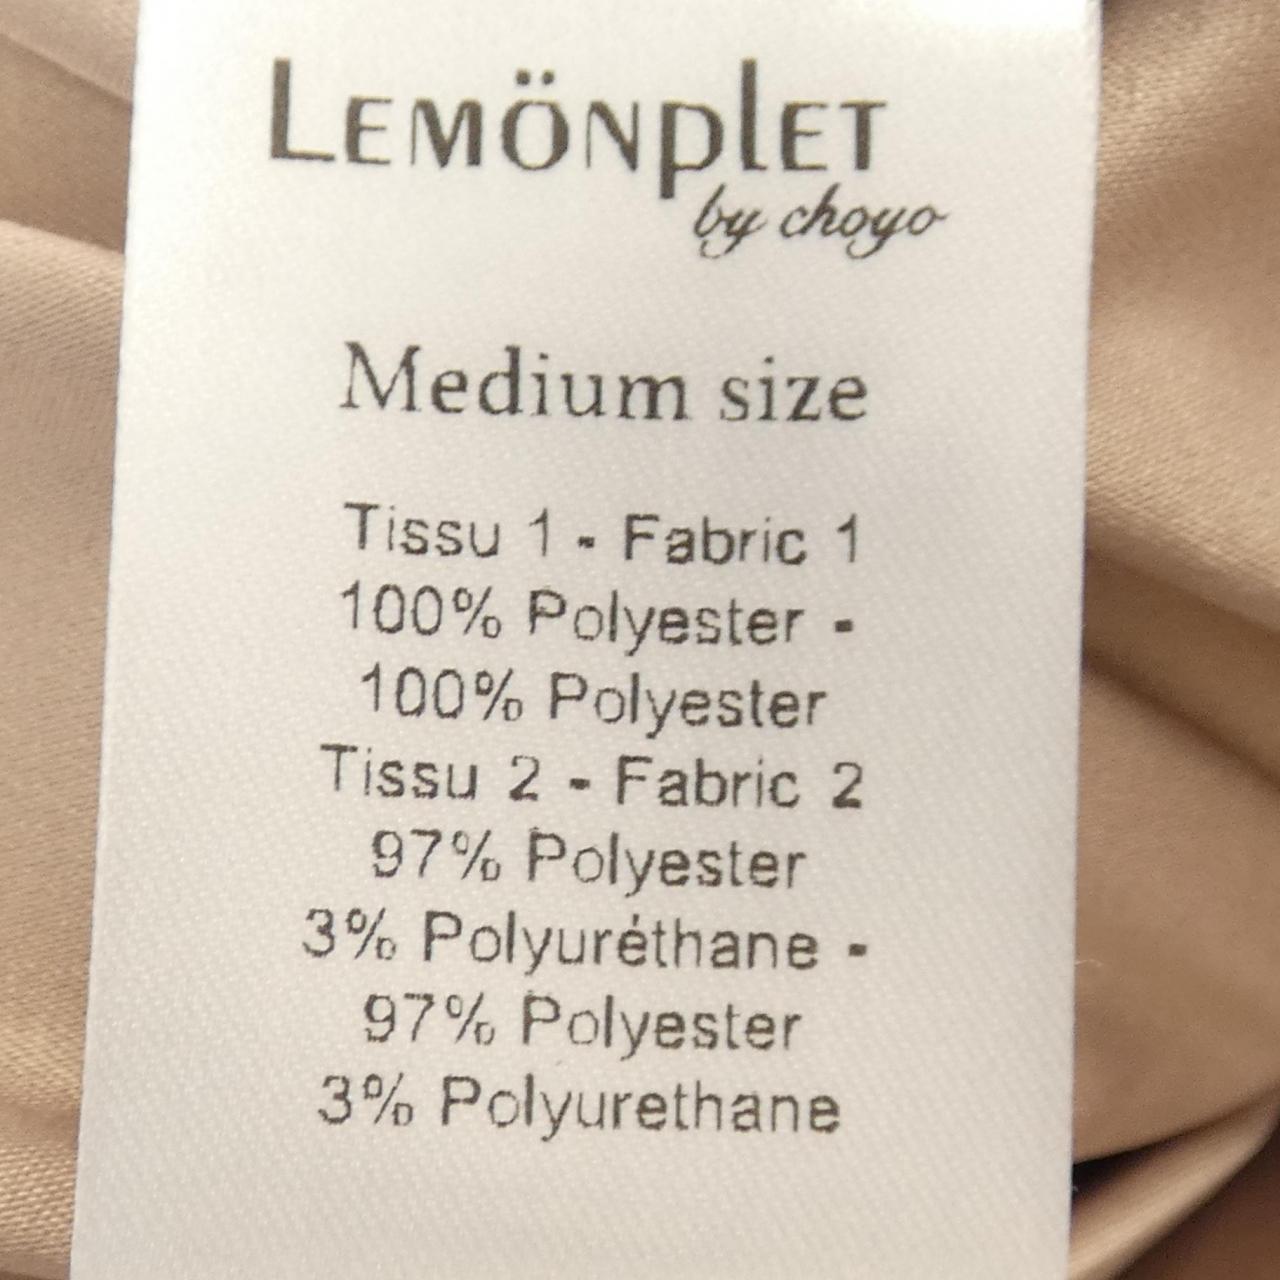 LEMÖNPLET
by choyo
Medium size
Tissu 1 - Fabric 1
100% Polyester -
100% Polyester
Tissu 2 - Fabric 2
97% Polyester
3% Polyuréthane -
97% Polyester
3% Polyurethane